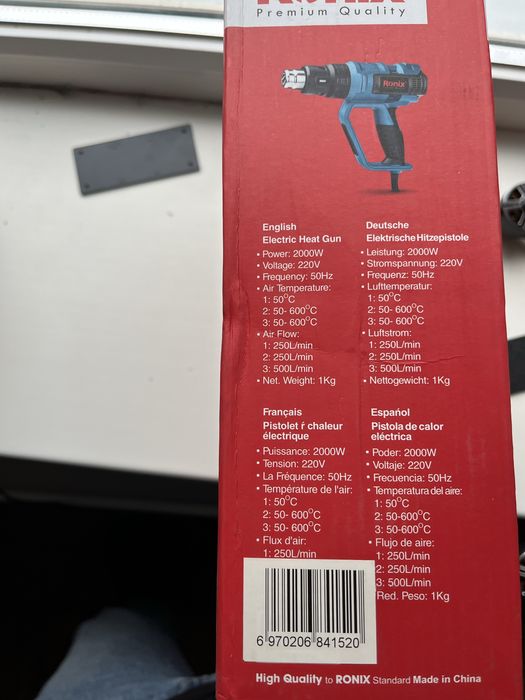 RONIX
Premium Quality
RONIX
English
Electric Heat Gun
• Power: 2000W
• Voltage: 220V
• Frequency: 50Hz
• Air Temperature:
1: 50°C
2: 50- 600°C
3: 50- 600°C
• Air Flow:
1: 250L/min
2: 250L/min
3: 500L/min
• Net. Weight: 1Kg
Deutsche
Elektrische Hitzepistole
• Leistung: 2000W
• Stromspannung: 220V
• Frequenz: 50Hz
• Lufttemperatur:
1: 50°C
2: 50- 600°C
3: 50- 600°C
• Luftstrom:
1: 250L/min
2: 250L/min
3: 500L/min
• Nettogewicht: 1Kg
Français
Pistolet ŕ chaleur
électrique
• Puissance: 2000W
• Tension: 220V
• La Fréquence: 50Hz
• Température de l'air:
1: 50°C
2: 50- 600°C
3: 50- 600°C
• Flux d'air:
1: 250L/min
Español
Pistola de calor
eléctrica
• Poder: 2000W
• Voltaje: 220V
• Frecuencia: 50Hz
• Temperatura del aire:
1: 50°C
2: 50-600°C
3: 50-600°C
• Flujo de aire:
1: 250L/min
2: 250L/min
3: 500L/min
Red. Peso: 1Kg
6 970206 841520
High Quality to RONIX Standard Made in China